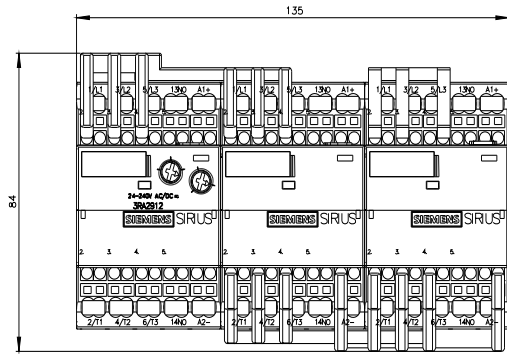 135
84
1/L1 3/L2 5/L3 13NO A1+ 1/L1 3/L2 5/L3 13NO A1+ 1/L1 3/L2 5/L3 13NO A1+
24-240V AC/DC
3RA2912
SIEMENS SIRIUS SIEMENS SIRIUS SIEMENS SIRIUS
2. 3. 4. 5. 2. 3. 4. 5. 2. 3. 4. 5.
2/T1 4/T2 6/T3 14NO A2- 2/T1 4/T2 6/T3 14NO A2- 2/T1 4/T2 6/T3 14NO A2-